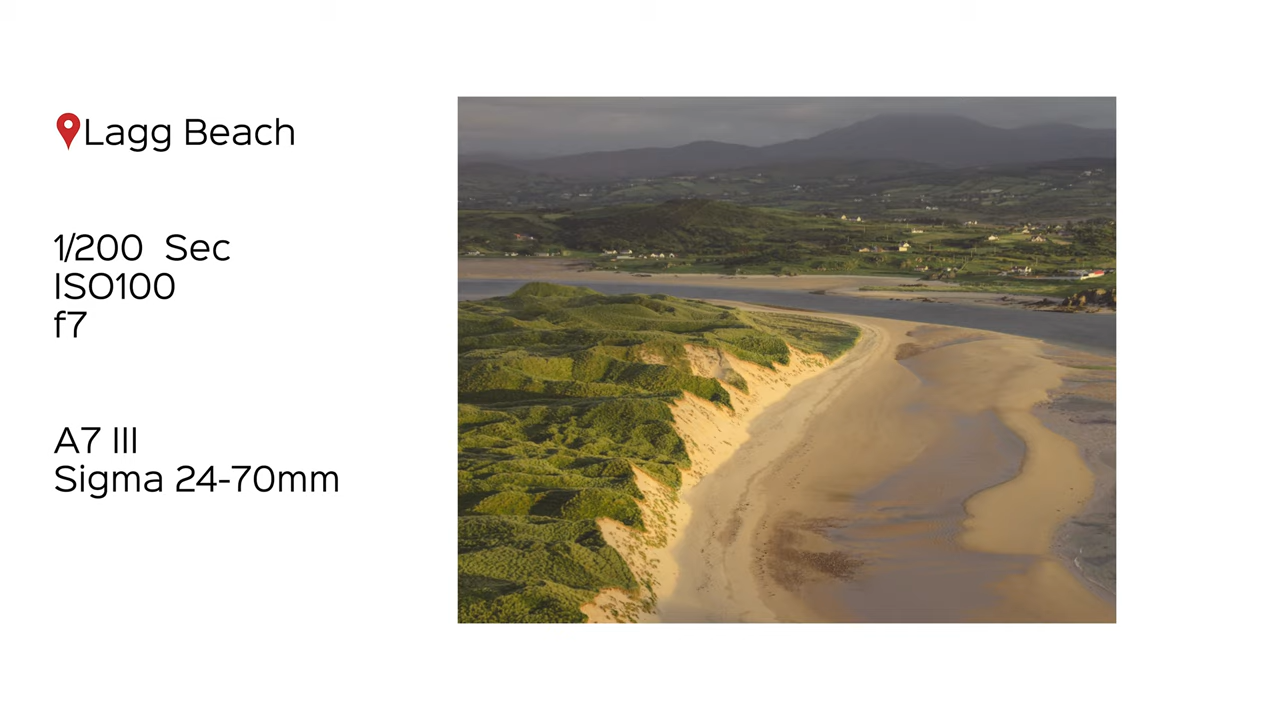 Lagg Beach
1/200 Sec
ISO100
f7
A7 III
Sigma 24-70mm